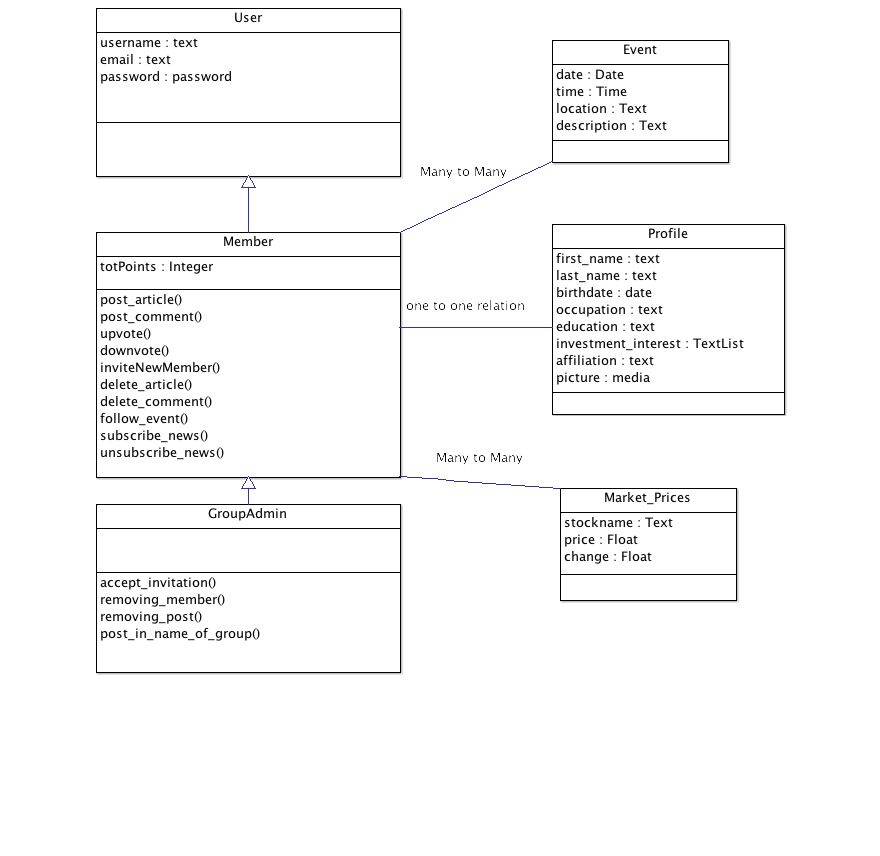 User
username : text
email : text
password : password
Event
date : Date
time : Time
location : Text
description : Text
Many to Many
Member
totPoints : Integer
post_article()
post_comment()
upvote()
downvote()
inviteNewMember()
delete_article()
delete_comment()
follow_event()
subscribe_news()
unsubscribe_news()
one to one relation
Profile
first_name : text
last_name : text
birthdate : date
occupation : text
education : text
investment_interest : TextList
affiliation : text
picture : media
Many to Many
Market_Prices
stockname : Text
price : Float
change : Float
GroupAdmin
accept_invitation()
removing_member()
removing_post()
post_in_name_of_group()